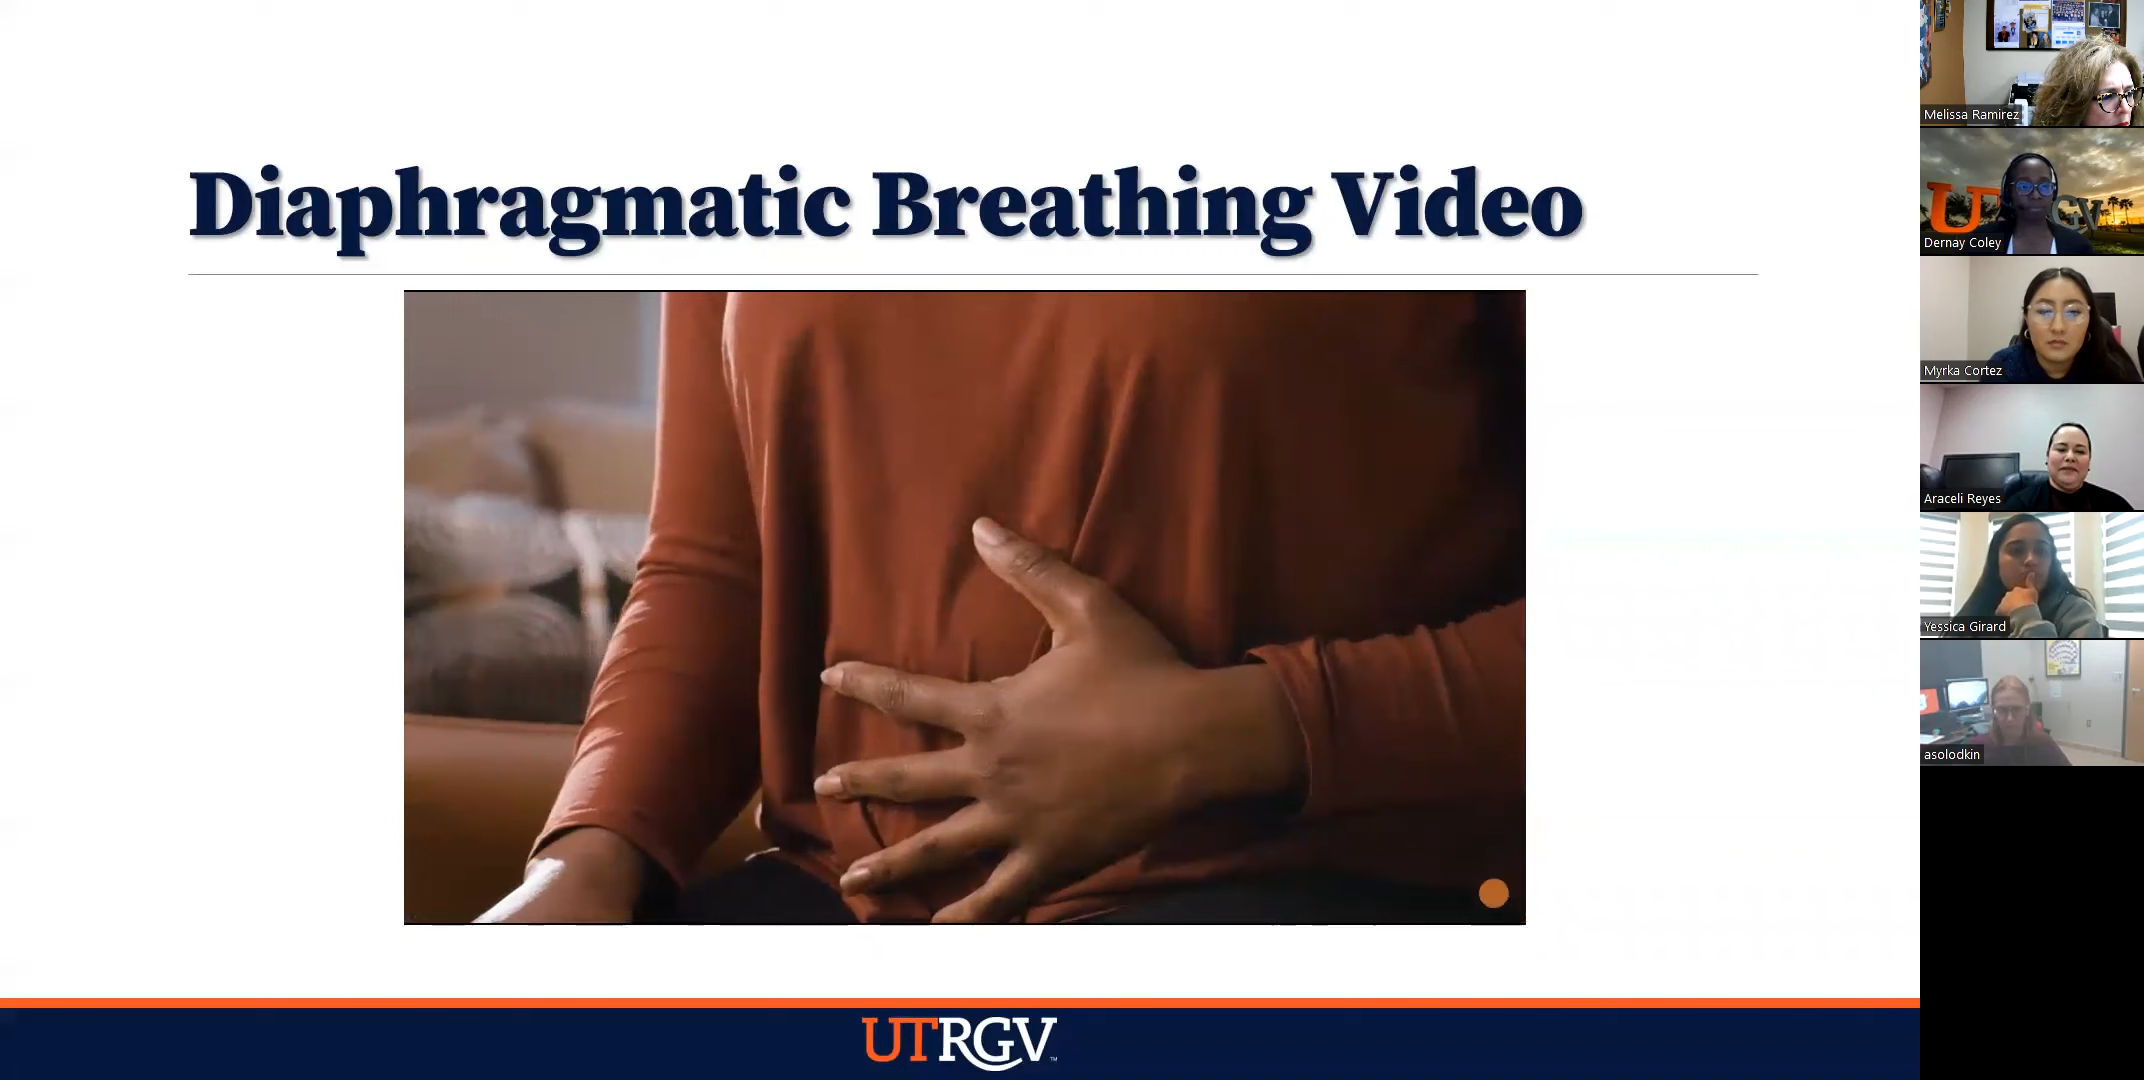 Diaphragmatic Breathing Video
UTRGV
Melissa Ramirez
Dernay Coley
Myrka Cortez
Araceli Reyes
Yessica Girard
asolodkin